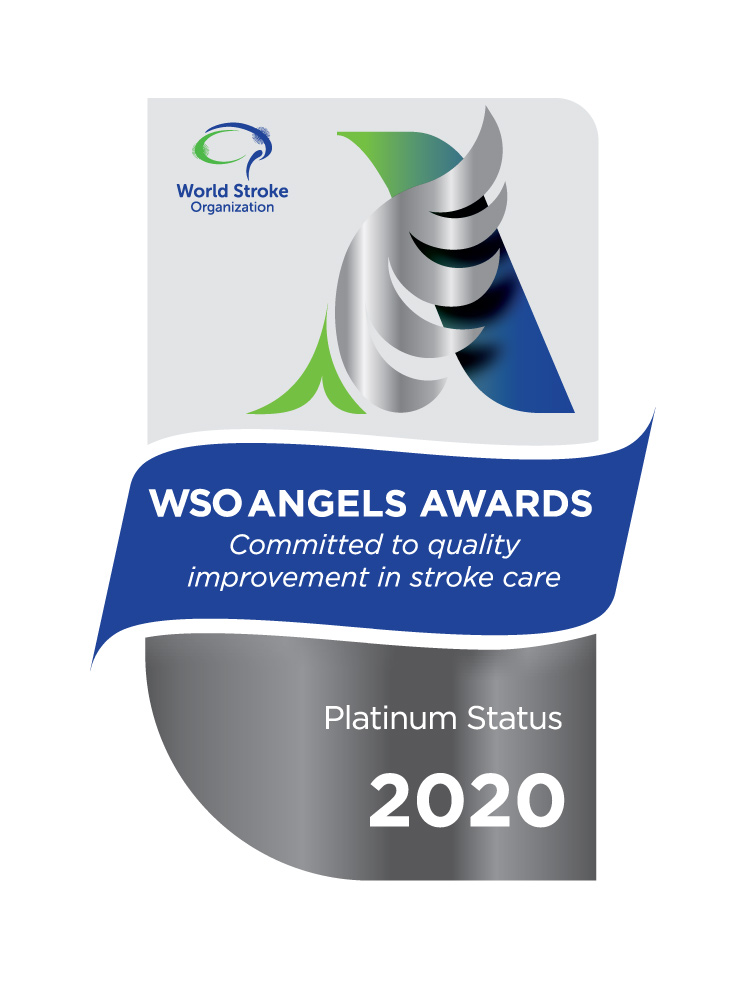 World Stroke
Organization
WSO ANGELS AWARDS
Committed to quality
improvement in stroke care
Platinum Status
2020